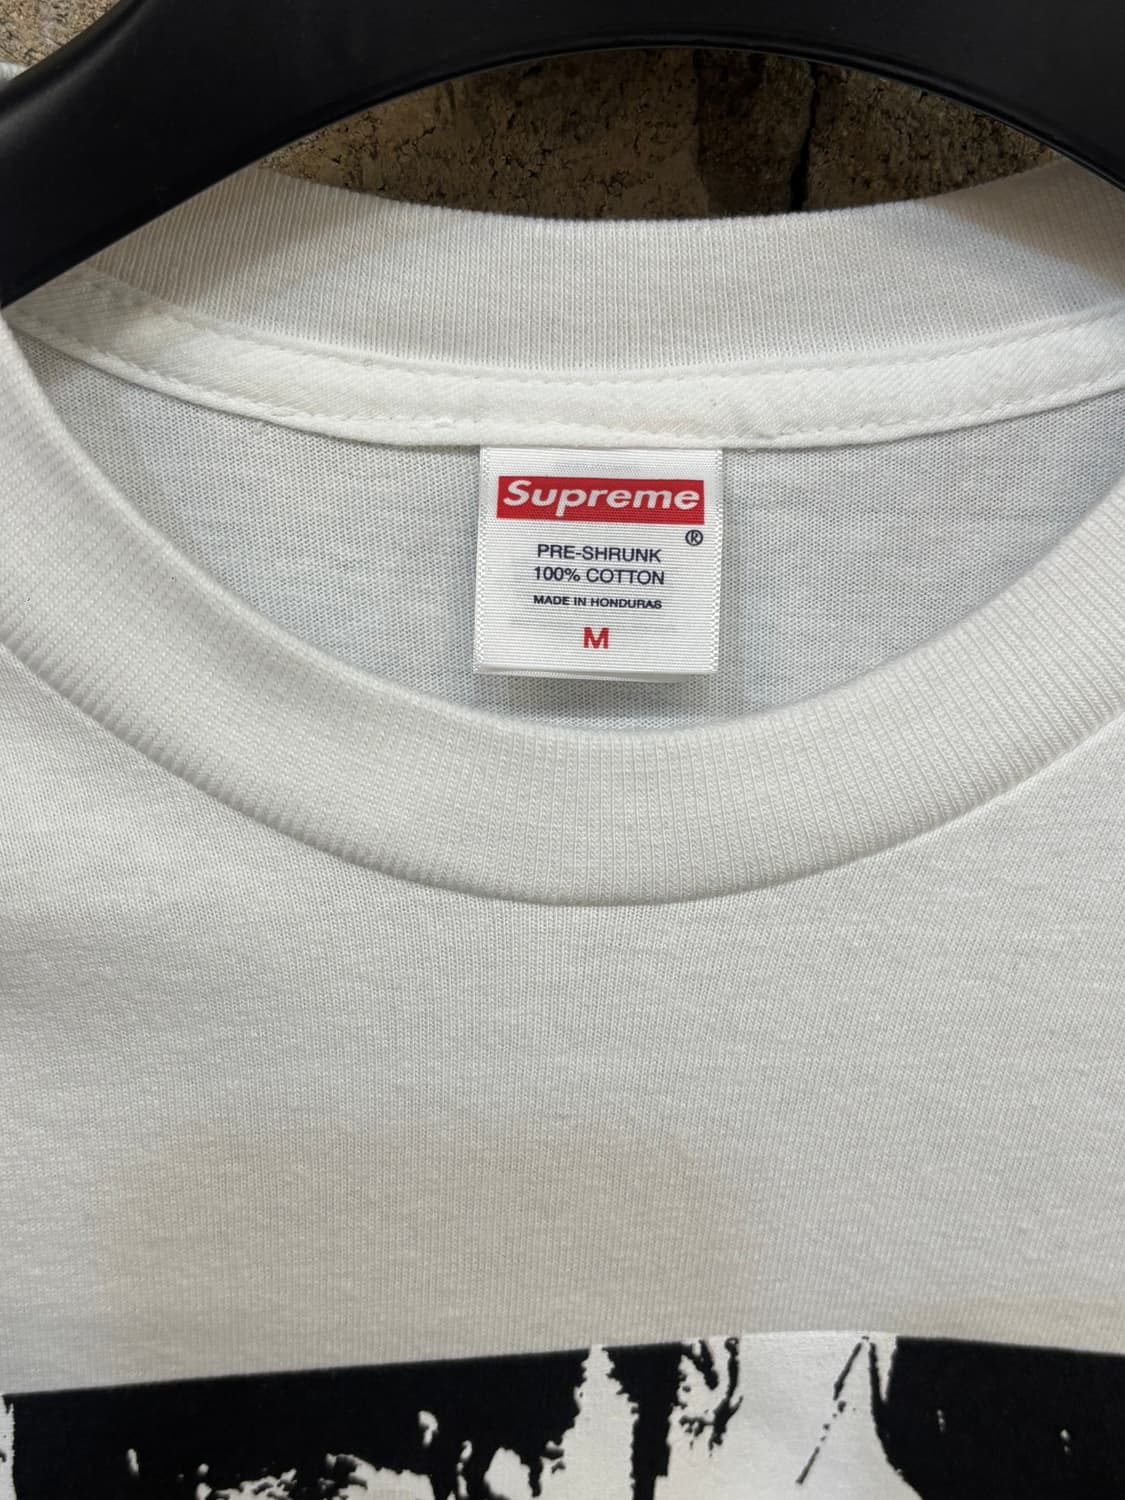 Supreme
®
PRE-SHRUNK
100% COTTON
MADE IN HONDURAS
M